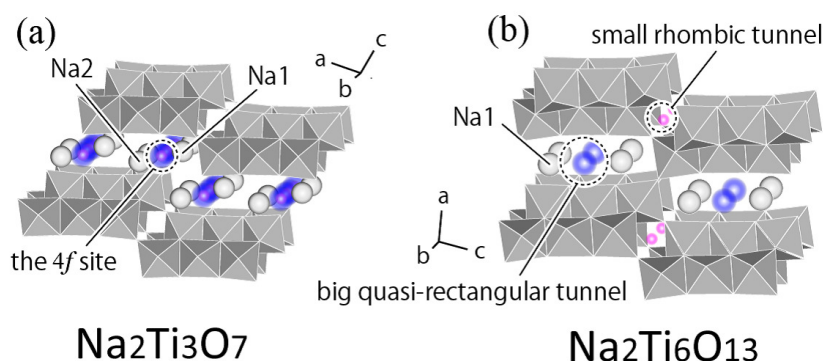 (a)
c
a
b
Na2
Na1
the 4f site
Na2Ti3O7
(b)
small rhombic tunnel
Na1
a
b
c
big quasi-rectangular tunnel
Na2Ti6O13